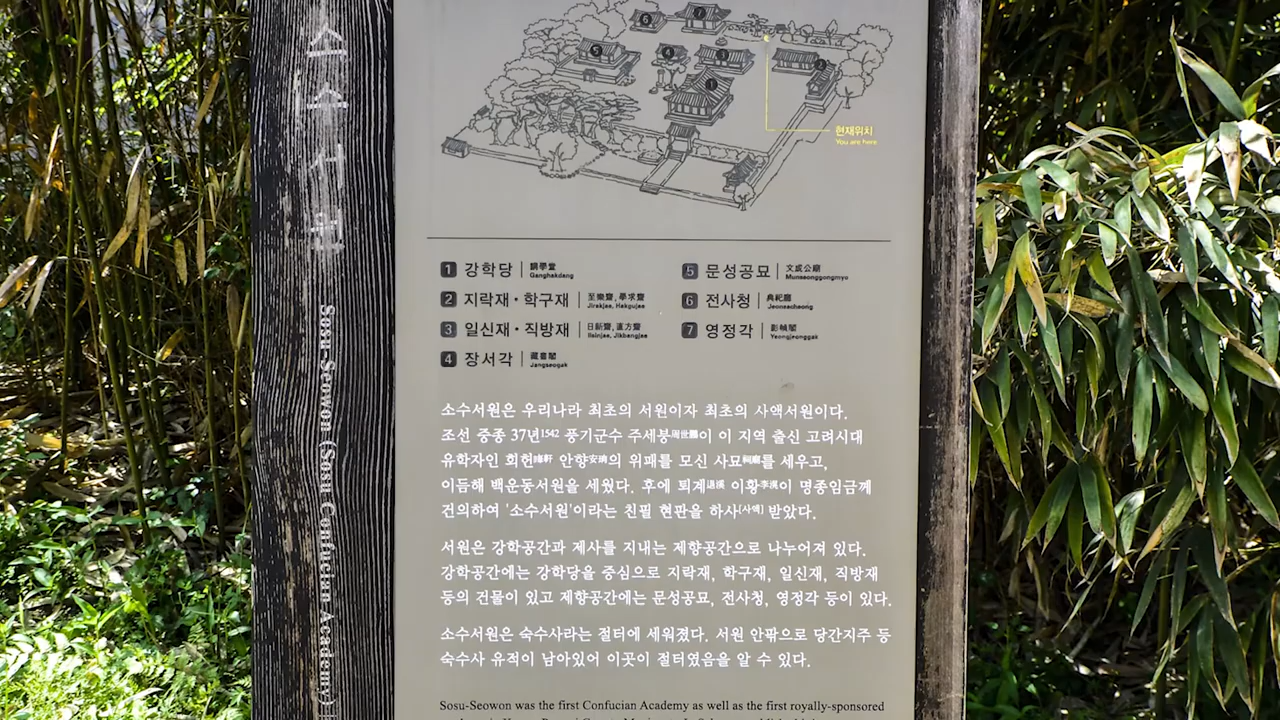 소수서원
Sosu-Seowon (Sosu Confucian Academy)
현재위치
You are here
1 강학당 | 講學堂
Ganghakdang
2 지락재 · 학구재 | 至樂齋, 學求齋
Jirakjae, Hakgujae
3 일신재 · 직방재 | 日新齋, 直方齋
Ilsinjae, Jikbangjae
4 장서각 | 藏書閣
Jangseogak
5 문성공묘 | 文成公廟
Munseonggongmyo
6 전사청 | 典祀廳
Jeonsacheong
7 영정각 | 影幀閣
Yeongjeonggak
소수서원은 우리나라 최초의 서원이자 최초의 사액서원이다.
조선 중종 37년1542 풍기군수 주세붕周世鵬이 이 지역 출신 고려시대
유학자인 회헌晦軒 안향安珦의 위패를 모신 사묘祠廟를 세우고,
이듬해 백운동서원을 세웠다. 후에 퇴계退溪 이황李滉이 명종임금께
건의하여 '소수서원'이라는 친필 현판을 하사[사액] 받았다.
서원은 강학공간과 제사를 지내는 제향공간으로 나누어져 있다.
강학공간에는 강학당을 중심으로 지락재, 학구재, 일신재, 직방재
등의 건물이 있고 제향공간에는 문성공묘, 전사청, 영정각 등이 있다.
소수서원은 숙수사라는 절터에 세워졌다. 서원 안팎으로 당간지주 등
숙수사 유적이 남아있어 이곳이 절터였음을 알 수 있다.
Sosu-Seowon was the first Confucian Academy as well as the first royally-sponsored